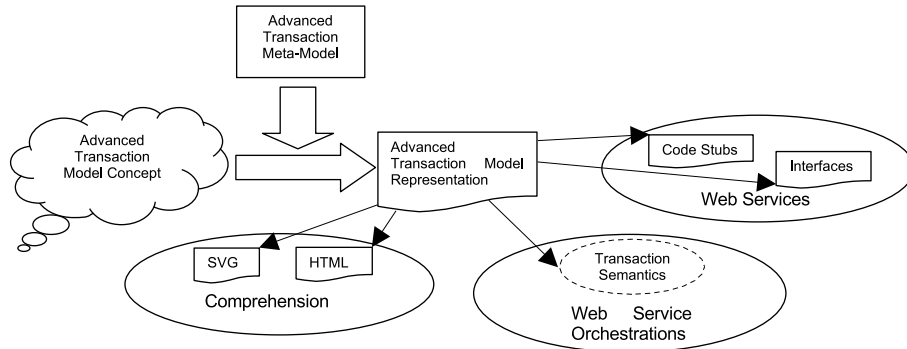 Advanced
Transaction
Meta-Model
Advanced
Transaction
Model Concept
Advanced
Transaction Model
Representation
Code Stubs
Interfaces
Web Services
SVG
HTML
Comprehension
Transaction
Semantics
Web Service
Orchestrations